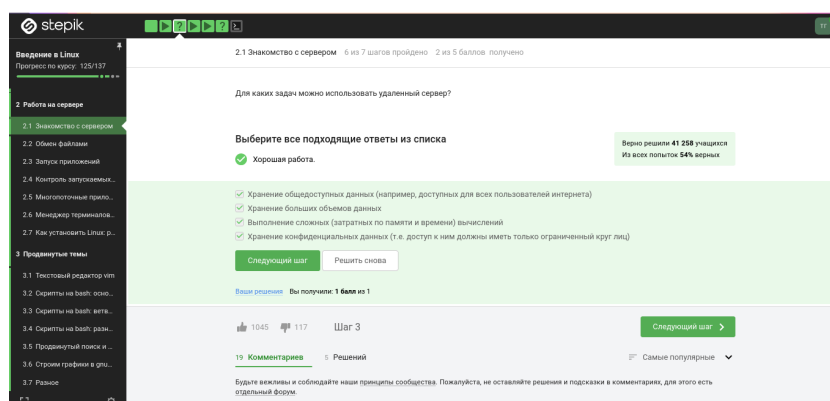 stepik
ТГ
Введение в Linux
Прогресс по курсу: 125/137
2 Работа на сервере
2.1 Знакомство с сервером
2.2 Обмен файлами
2.3 Запуск приложений
2.4 Контроль запускаемых...
2.5 Многопоточные прило...
2.6 Менеджер терминалов...
2.7 Как установить Linux: р...
3 Продвинутые темы
3.1 Текстовый редактор vim
3.2 Скрипты на bash: осно...
3.3 Скрипты на bash: ветв...
3.4 Скрипты на bash: разн...
3.5 Продвинутый поиск и ...
3.6 Строим графики в gnu...
3.7 Разное
2.1 Знакомство с сервером 6 из 7 шагов пройдено 2 из 5 баллов получено
Для каких задач можно использовать удаленный сервер?
Выберите все подходящие ответы из списка
Хорошая работа.
Верно решили 41 258 учащихся
Из всех попыток 54% верных
Хранение общедоступных данных (например, доступных для всех пользователей интернета)
Хранение больших объемов данных
Выполнение сложных (затратных по памяти и времени) вычислений
Хранение конфиденциальных данных (т.е. доступ к ним должны иметь только ограниченный круг лиц)
Следующий шаг Решить снова
Ваши решения Вы получили: 1 балл из 1
1045 117 Шаг 3 Следующий шаг
19 Комментариев 5 Решений Самые популярные
Будьте вежливы и соблюдайте наши принципы сообщества. Пожалуйста, не оставляйте решения и подсказки в комментариях, для этого есть
отдельный форум.